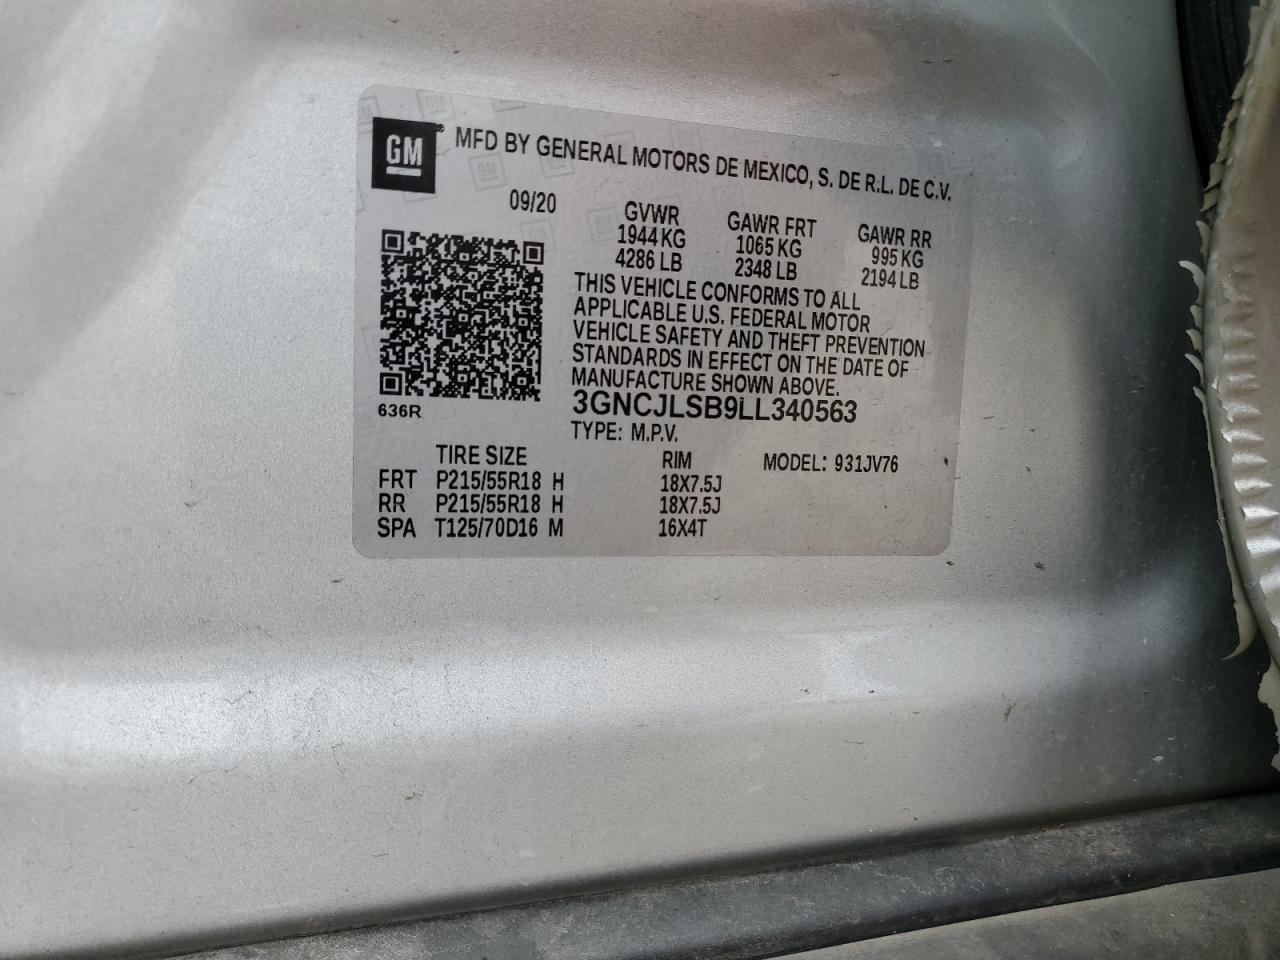 GM ® MFD BY GENERAL MOTORS DE MEXICO, S. DE R.L. DE C.V.
09/20 GVWR GAWR FRT GAWR RR
1944 KG 1065 KG 995 KG
4286 LB 2348 LB 2194 LB
THIS VEHICLE CONFORMS TO ALL
APPLICABLE U.S. FEDERAL MOTOR
VEHICLE SAFETY AND THEFT PREVENTION
STANDARDS IN EFFECT ON THE DATE OF
MANUFACTURE SHOWN ABOVE.
636R 3GNCJLSB9LL340563
TYPE: M.P.V.
TIRE SIZE RIM MODEL: 931JV76
FRT P215/55R18 H 18X7.5J
RR P215/55R18 H 18X7.5J
SPA T125/70D16 M 16X4T